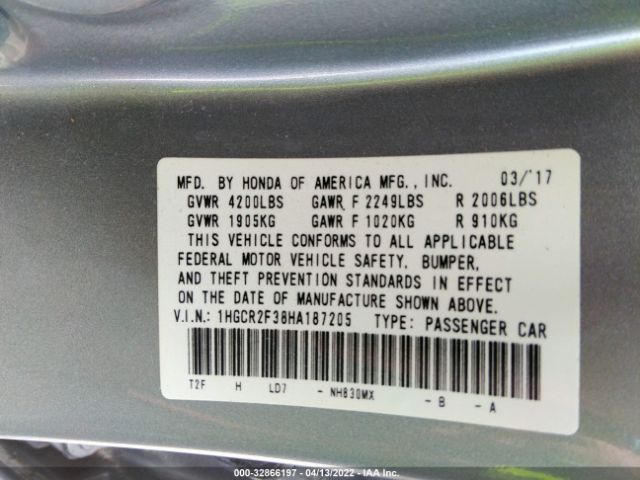 MFD. BY HONDA OF AMERICA MFG., INC. 03/'17
GVWR 4200LBS GAWR F 2249LBS R 2006LBS
GVWR 1905KG GAWR F 1020KG R 910KG
THIS VEHICLE CONFORMS TO ALL APPLICABLE
FEDERAL MOTOR VEHICLE SAFETY, BUMPER,
AND THEFT PREVENTION STANDARDS IN EFFECT
ON THE DATE OF MANUFACTURE SHOWN ABOVE.
V.I.N.: 1HGCR2F38HA187205 TYPE: PASSENGER CAR
T2F H LD7 - NH830MX - B - A
000-32866197 - 04/13/2022 - IAA Inc.